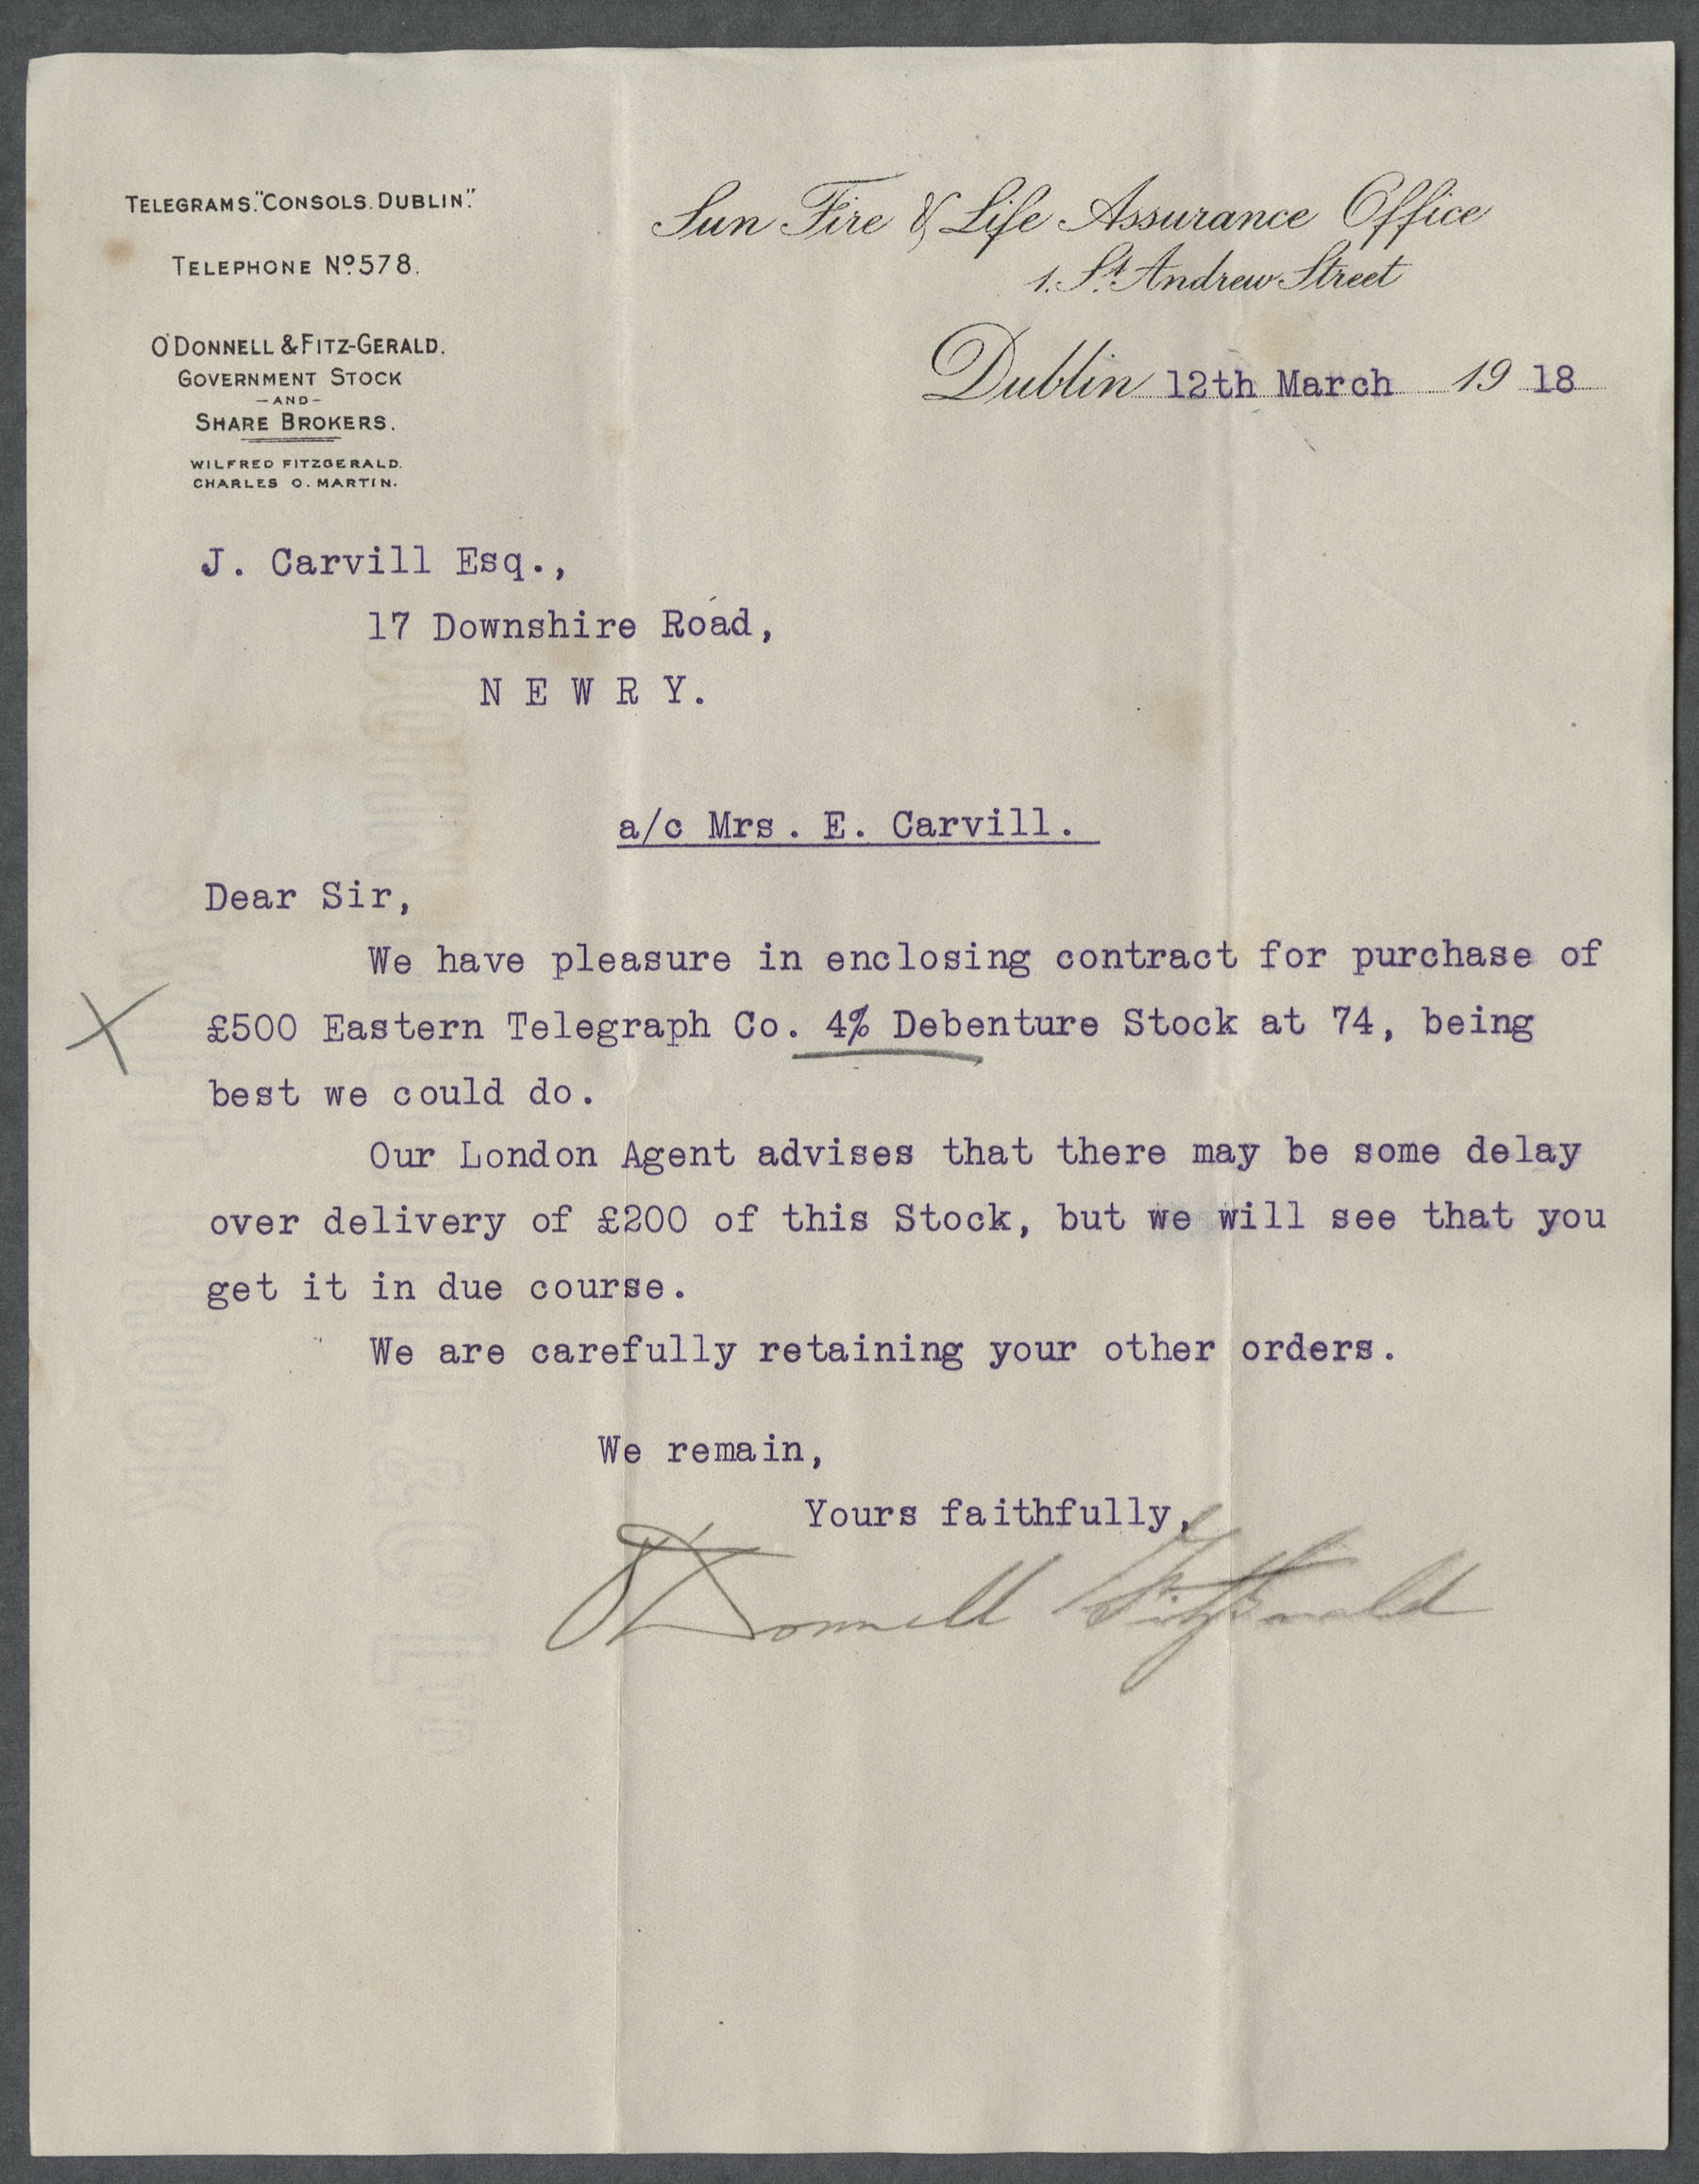 TELEGRAMS. "CONSOLS. DUBLIN."
TELEPHONE Nº 578.
O'DONNELL & FITZ-GERALD.
GOVERNMENT STOCK
-AND-
SHARE BROKERS.
WILFRED FITZGERALD.
CHARLES O. MARTIN.
Sun Fire & Life Assurance Office
1. St. Andrew Street
Dublin 12th March 1918
J. Carvill Esq.,
17 Downshire Road,
N E W R Y.
a/c Mrs. E. Carvill.
Dear Sir,
We have pleasure in enclosing contract for purchase of
X £500 Eastern Telegraph Co. 4% Debenture Stock at 74, being
best we could do.
Our London Agent advises that there may be some delay
over delivery of £200 of this Stock, but we will see that you
get it in due course.
We are carefully retaining your other orders.
We remain,
Yours faithfully,
O'Donnell Fitzgerald